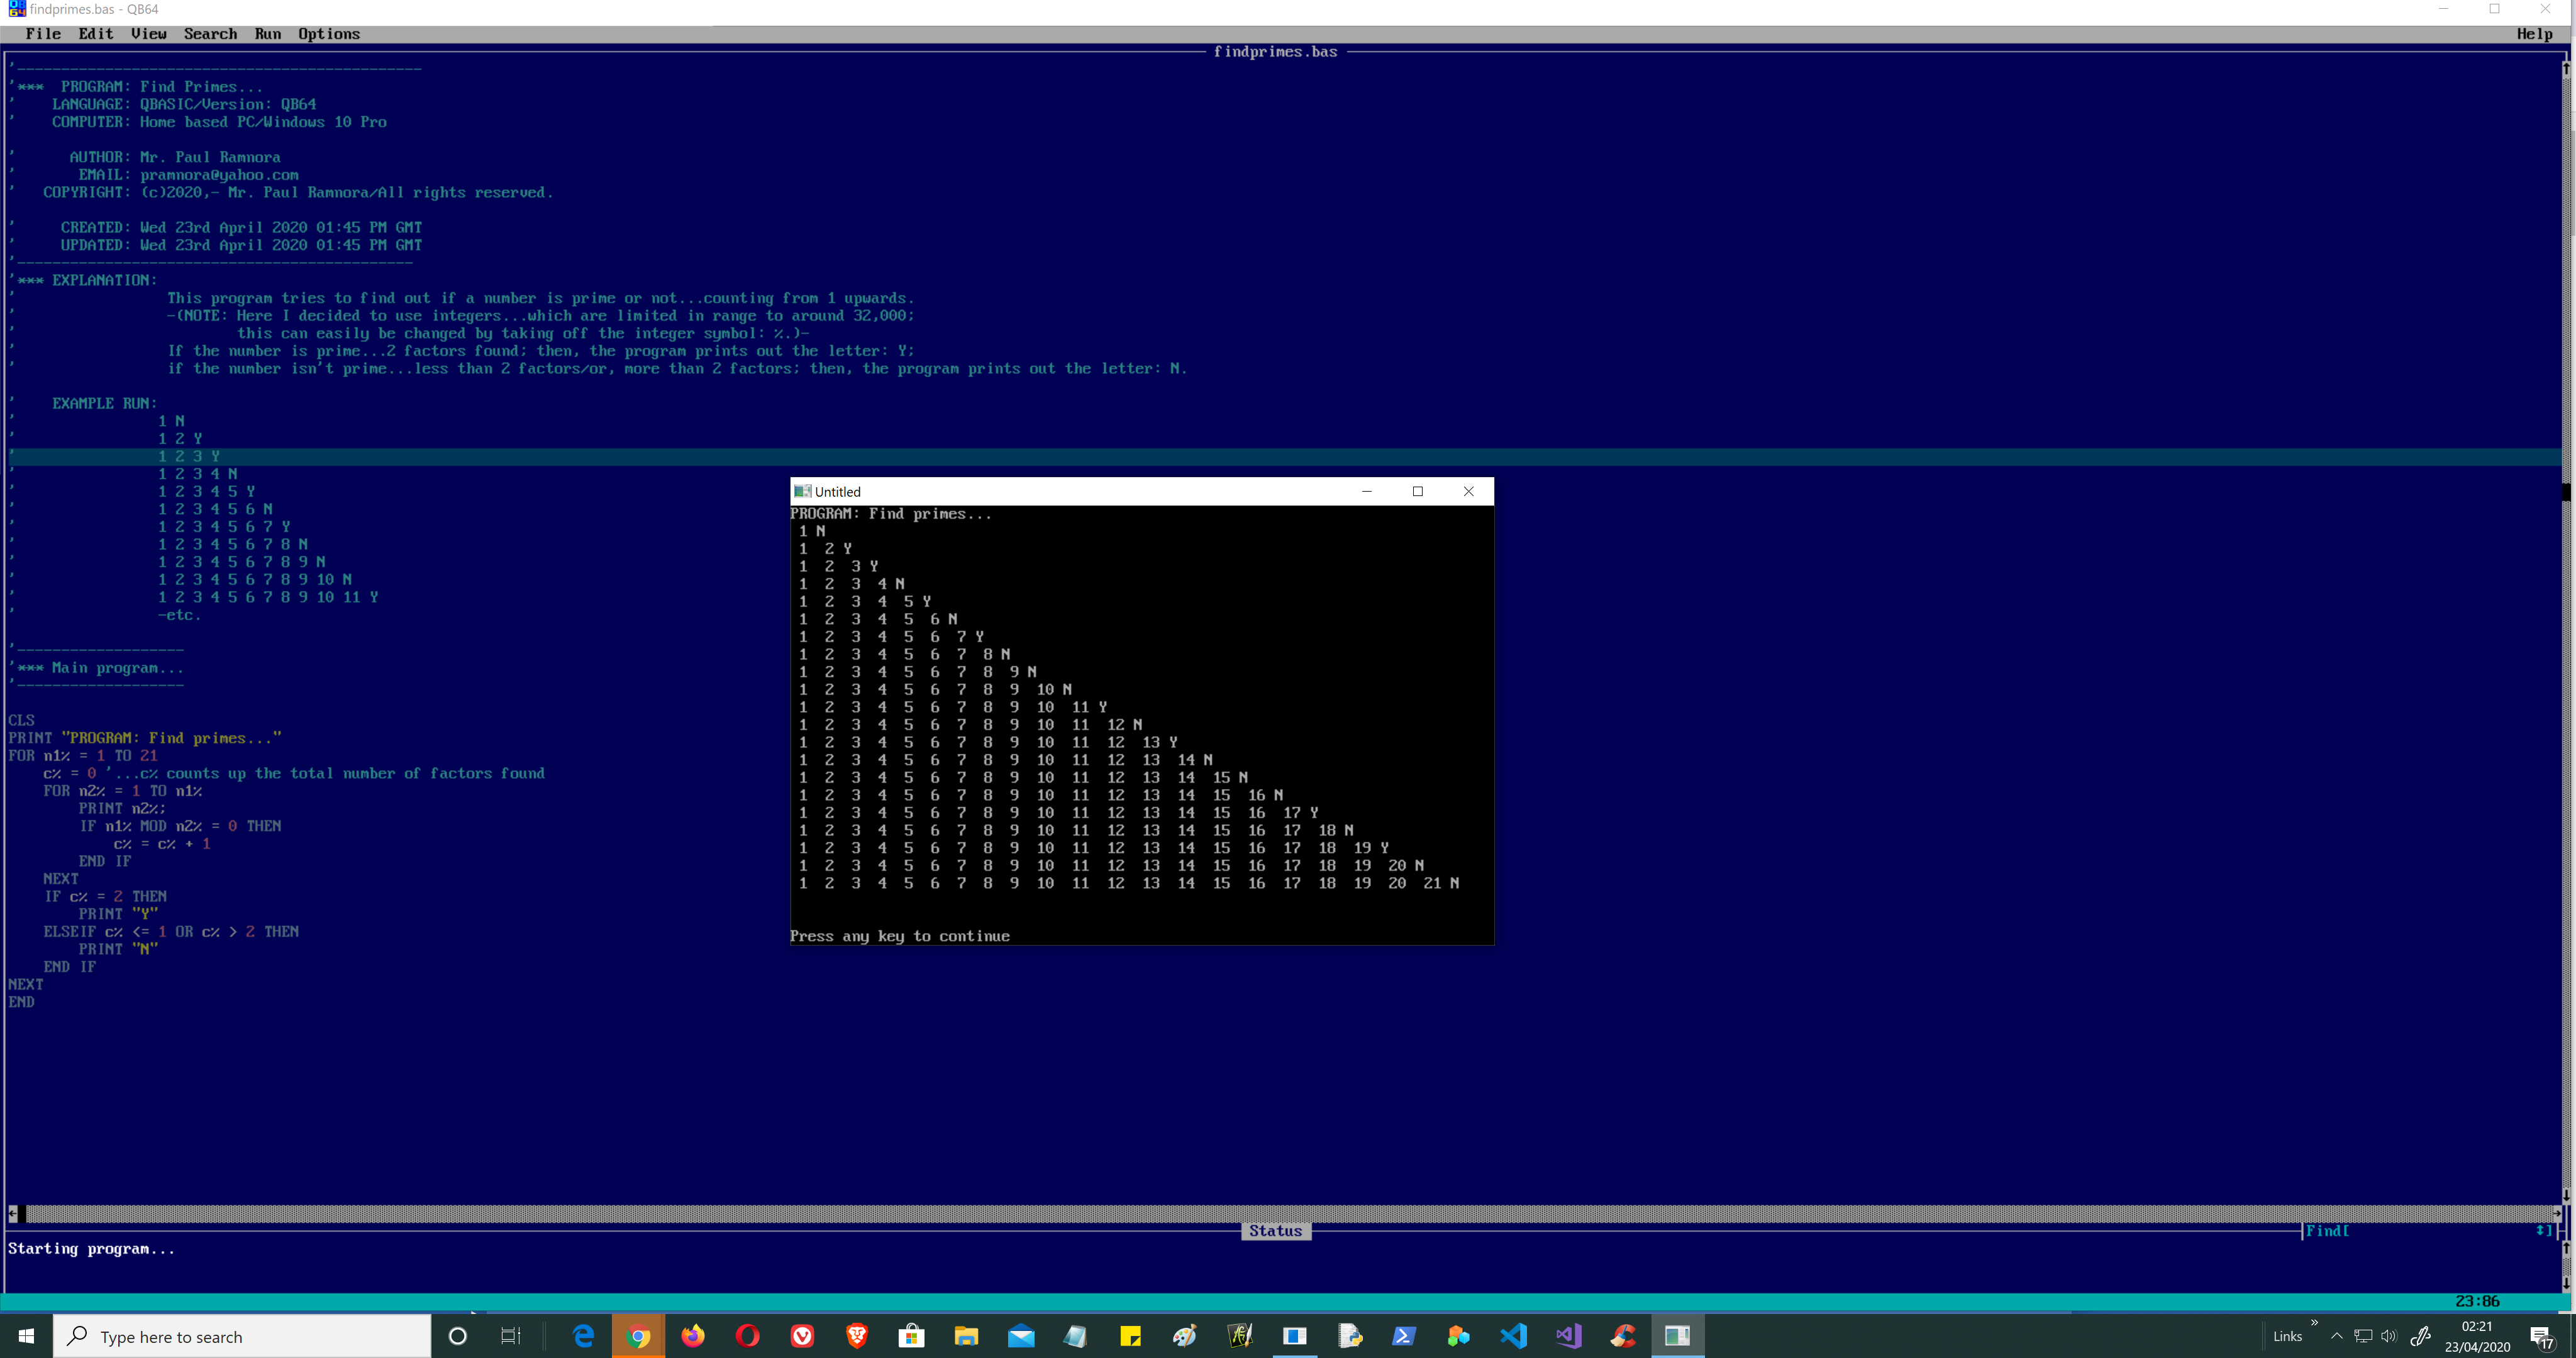 findprimes.bas - QB64
File Edit View Search Run Options Help
findprimes.bas
'______________________________________________
'*** PROGRAM: Find Primes...
' LANGUAGE: QBASIC/Version: QB64
' COMPUTER: Home based PC/Windows 10 Pro
' AUTHOR: Mr. Paul Ramnora
' EMAIL: pramnora@yahoo.com
' COPYRIGHT: (c)2020,- Mr. Paul Ramnora/All rights reserved.
' CREATED: Wed 23rd April 2020 01:45 PM GMT
' UPDATED: Wed 23rd April 2020 01:45 PM GMT
'_____________________________________________
'*** EXPLANATION:
' This program tries to find out if a number is prime or not...counting from 1 upwards.
' -(NOTE: Here I decided to use integers...which are limited in range to around 32,000;
' this can easily be changed by taking off the integer symbol: %.)-
' If the number is prime...2 factors found; then, the program prints out the letter: Y;
' if the number isn't prime...less than 2 factors/or, more than 2 factors; then, the program prints out the letter: N.
' EXAMPLE RUN:
' 1 N
' 1 2 Y
' 1 2 3 Y
' 1 2 3 4 N
' 1 2 3 4 5 Y
' 1 2 3 4 5 6 N
' 1 2 3 4 5 6 7 Y
' 1 2 3 4 5 6 7 8 N
' 1 2 3 4 5 6 7 8 9 N
' 1 2 3 4 5 6 7 8 9 10 N
' 1 2 3 4 5 6 7 8 9 10 11 Y
' -etc.
'___________________
'*** Main program...
'___________________
CLS
PRINT "PROGRAM: Find primes..."
FOR n1% = 1 TO 21
c% = 0 '...c% counts up the total number of factors found
FOR n2% = 1 TO n1%
PRINT n2%;
IF n1% MOD n2% = 0 THEN
c% = c% + 1
END IF
NEXT
IF c% = 2 THEN
PRINT "Y"
ELSEIF c% <= 1 OR c% > 2 THEN
PRINT "N"
END IF
NEXT
END
Untitled
PROGRAM: Find primes...
1 N
1 2 Y
1 2 3 Y
1 2 3 4 N
1 2 3 4 5 Y
1 2 3 4 5 6 N
1 2 3 4 5 6 7 Y
1 2 3 4 5 6 7 8 N
1 2 3 4 5 6 7 8 9 N
1 2 3 4 5 6 7 8 9 10 N
1 2 3 4 5 6 7 8 9 10 11 Y
1 2 3 4 5 6 7 8 9 10 11 12 N
1 2 3 4 5 6 7 8 9 10 11 12 13 Y
1 2 3 4 5 6 7 8 9 10 11 12 13 14 N
1 2 3 4 5 6 7 8 9 10 11 12 13 14 15 N
1 2 3 4 5 6 7 8 9 10 11 12 13 14 15 16 N
1 2 3 4 5 6 7 8 9 10 11 12 13 14 15 16 17 Y
1 2 3 4 5 6 7 8 9 10 11 12 13 14 15 16 17 18 N
1 2 3 4 5 6 7 8 9 10 11 12 13 14 15 16 17 18 19 Y
1 2 3 4 5 6 7 8 9 10 11 12 13 14 15 16 17 18 19 20 N
1 2 3 4 5 6 7 8 9 10 11 12 13 14 15 16 17 18 19 20 21 N
Press any key to continue
Status
Find[ ↕]
Starting program...
23:86
Type here to search
Links
02:21
23/04/2020
17